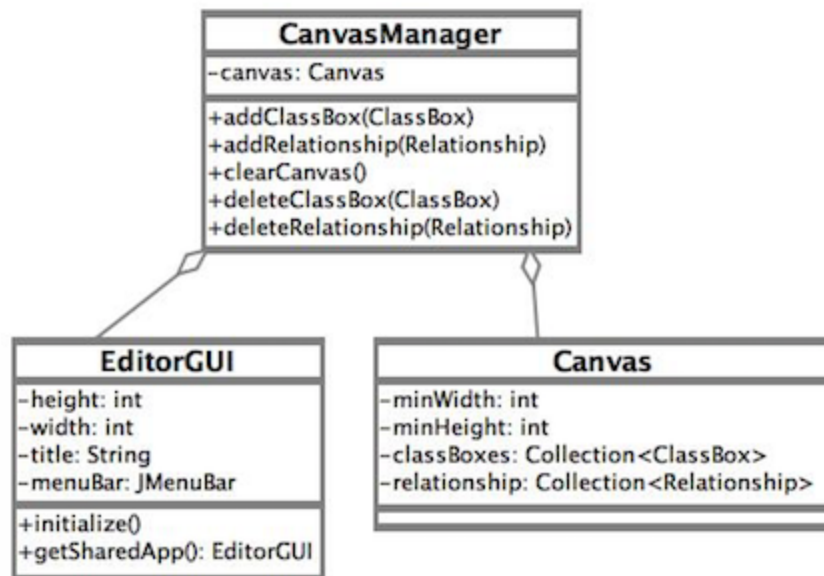 CanvasManager
-canvas: Canvas
+addClassBox(ClassBox)
+addRelationship(Relationship)
+clearCanvas()
+deleteClassBox(ClassBox)
+deleteRelationship(Relationship)
EditorGUI
-height: int
-width: int
-title: String
-menuBar: JMenuBar
+initialize()
+getSharedApp(): EditorGUI
Canvas
-minWidth: int
-minHeight: int
-classBoxes: Collection<ClassBox>
-relationship: Collection<Relationship>